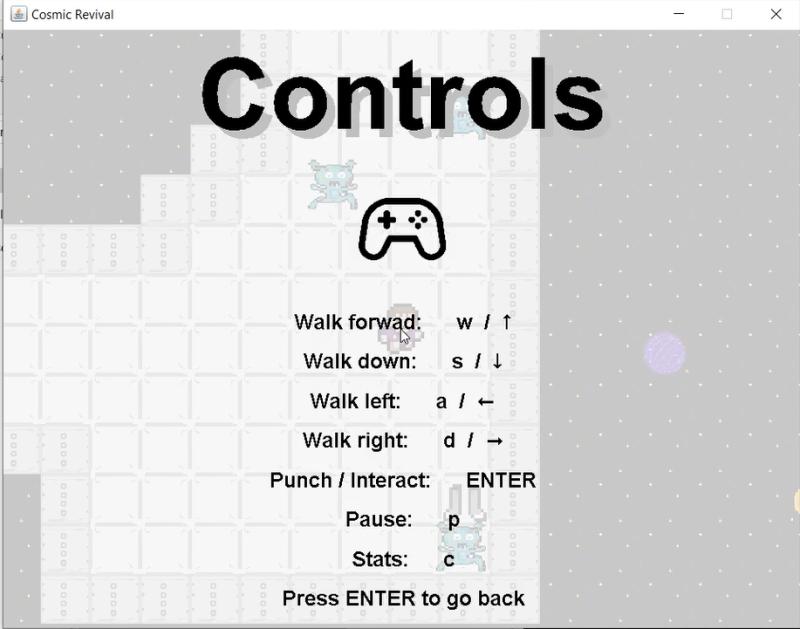 Cosmic Revival
Controls
Walk forwad: w / ↑
Walk down: s / ↓
Walk left: a / ←
Walk right: d / →
Punch / Interact: ENTER
Pause: p
Stats: c
Press ENTER to go back